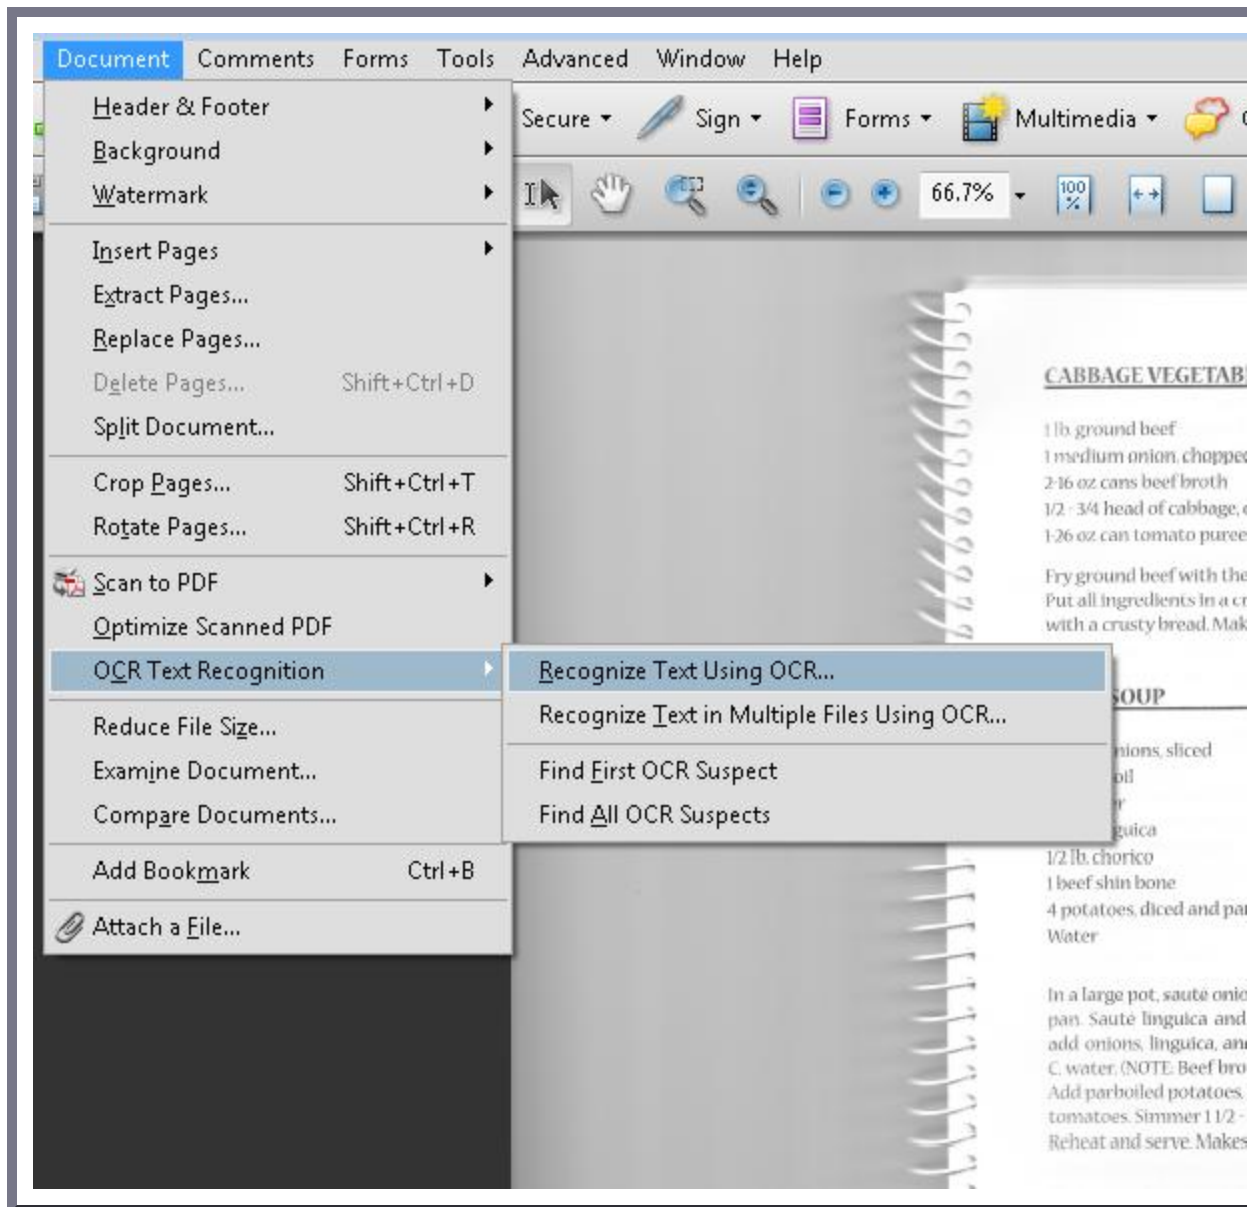 Document Comments Forms Tools Advanced Window Help
Secure Sign Forms Multimedia
66.7% 100 %
Header & Footer
Background
Watermark
Insert Pages
Extract Pages...
Replace Pages...
Delete Pages... Shift+Ctrl+D
Split Document...
Crop Pages... Shift+Ctrl+T
Rotate Pages... Shift+Ctrl+R
Scan to PDF
Optimize Scanned PDF
OCR Text Recognition
Reduce File Size...
Examine Document...
Compare Documents...
Add Bookmark Ctrl+B
Attach a File...
Recognize Text Using OCR...
Recognize Text in Multiple Files Using OCR...
Find First OCR Suspect
Find All OCR Suspects
CABBAGE VEGETAB
1 lb. ground beef
1 medium onion, chopped
2-16 oz cans beef broth
1/2 - 3/4 head of cabbage,
1-26 oz can tomato puree
Fry ground beef with the
Put all ingredients in a cr
with a crusty bread. Mak
SOUP
nions, sliced
oil
r
guica
1/2 lb. chorico
1 beef shin bone
4 potatoes, diced and par
Water
In a large pot, saute onio
pan. Saute linguica and
add onions, linguica, an
C. water. (NOTE: Beef bro
Add parboiled potatoes,
tomatoes. Simmer 1 1/2 -
Reheat and serve. Makes